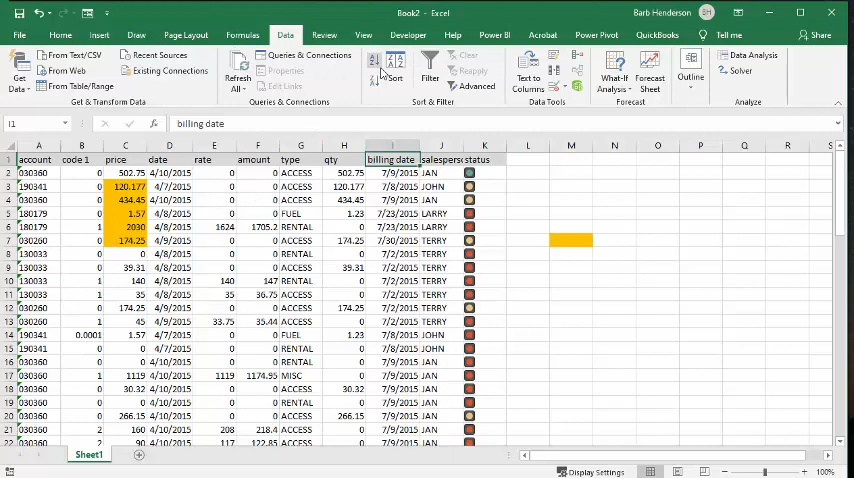 Book2 - Excel
Barb Henderson
BH
File Home Insert Draw Page Layout Formulas Data Review View Developer Help Power BI Power Pivot QuickBooks Tell me Share
Get Data
From Text/CSV
From Web
From Table/Range
Recent Sources
Existing Connections
Get & Transform Data
Refresh All
Queries & Connections
Properties
Edit Links
Queries & Connections
Sort
Filter
Clear
Reapply
Advanced
Sort & Filter
Text to Columns
Data Tools
What-If Analysis
Forecast Sheet
Forecast
Outline
Data Analysis
Solver
Analyze
I1
billing date
A B C D E F G H I J K L M N O P Q R S
1 account code 1 price date rate amount type qty billing date salesperso status
2 030360 0 502.75 4/10/2015 0 0 ACCESS 502.75 7/9/2015 JAN
3 190341 0 120.177 4/7/2015 0 0 ACCESS 120.177 7/8/2015 JOHN
4 030360 0 434.45 4/10/2015 0 0 ACCESS 434.45 7/9/2015 JAN
5 180179 0 1.57 4/8/2015 0 0 FUEL 1.23 7/23/2015 LARRY
6 180179 1 2030 4/8/2015 1624 1705.2 RENTAL 0 7/23/2015 LARRY
7 030260 0 174.25 4/9/2015 0 0 ACCESS 174.25 7/30/2015 TERRY
8 130033 0 0 4/8/2015 0 0 RENTAL 0 7/2/2015 TERRY
9 130033 0 39.31 4/8/2015 0 0 ACCESS 39.31 7/2/2015 TERRY
10 130033 1 140 4/8/2015 140 147 RENTAL 0 7/2/2015 TERRY
11 130033 1 35 4/8/2015 35 36.75 ACCESS 0 7/2/2015 TERRY
12 030260 0 174.25 4/9/2015 0 0 ACCESS 174.25 7/2/2015 TERRY
13 030260 1 45 4/9/2015 33.75 35.44 ACCESS 0 7/2/2015 TERRY
14 190341 0.0001 1.57 4/7/2015 0 0 FUEL 1.23 7/8/2015 JOHN
15 190341 0 0 4/7/2015 0 0 RENTAL 0 7/8/2015 JOHN
16 030360 0 0 4/10/2015 0 0 RENTAL 0 7/9/2015 JAN
17 030360 1 1119 4/10/2015 1119 1174.95 MISC 0 7/9/2015 JAN
18 030360 0 30.32 4/10/2015 0 0 ACCESS 30.32 7/9/2015 JAN
19 030360 0 0 4/10/2015 0 0 RENTAL 0 7/9/2015 JAN
20 030360 0 266.15 4/10/2015 0 0 ACCESS 266.15 7/9/2015 JAN
21 030360 2 160 4/10/2015 208 218.4 ACCESS 0 7/9/2015 JAN
22 030360 2 90 4/10/2015 117 122.85 ACCESS 0 7/9/2015 JAN
Sheet1
Display Settings
100%